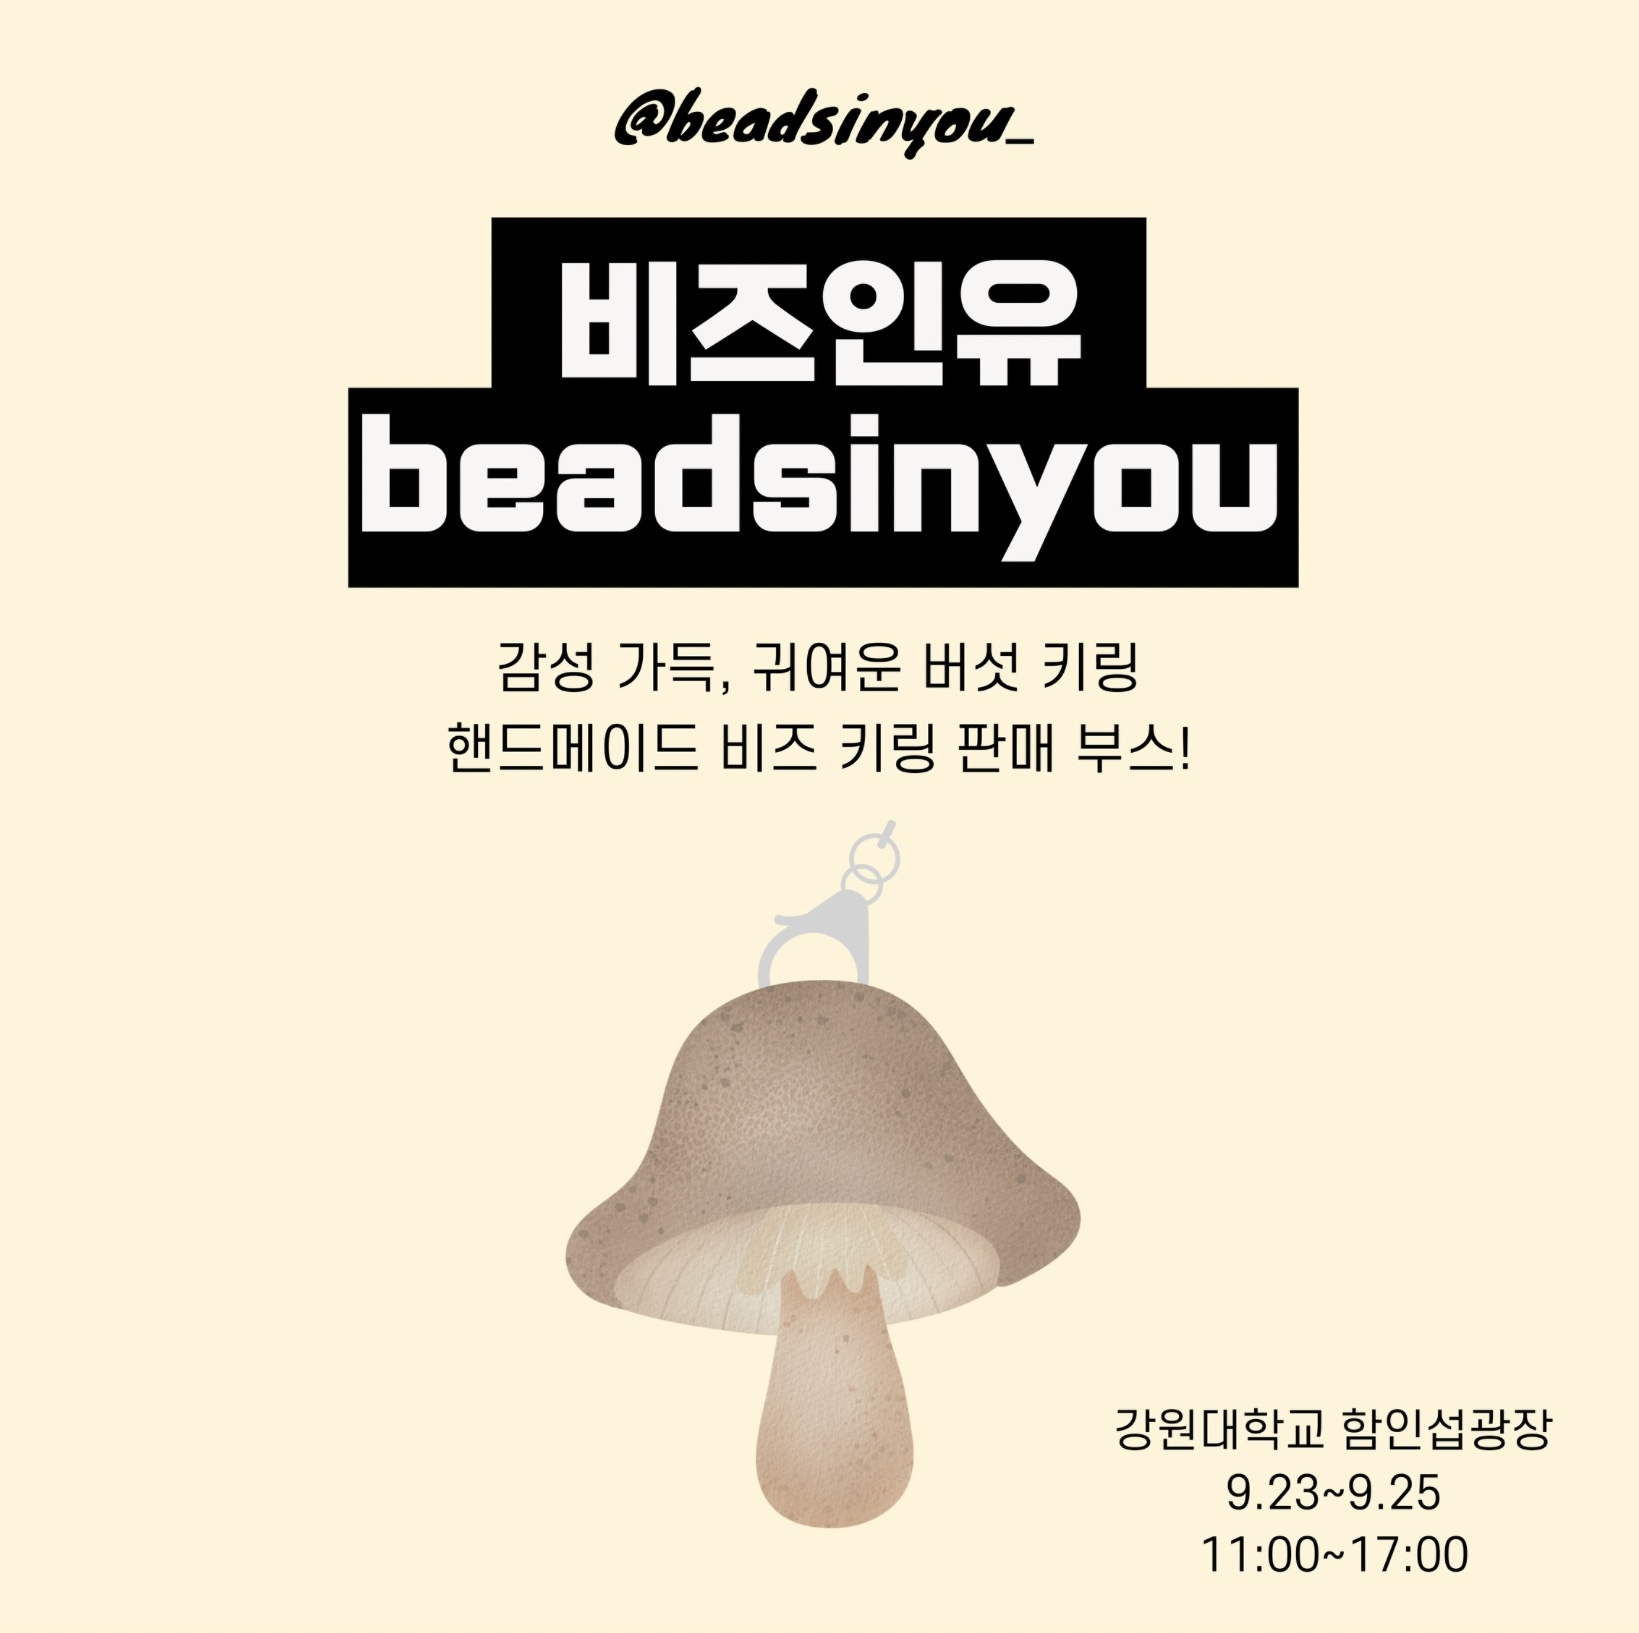 @beadsinyou_
비즈인유
beadsinyou
감성 가득, 귀여운 버섯 키링
핸드메이드 비즈 키링 판매 부스!
강원대학교 함인섭광장
9.23~9.25
11:00~17:00